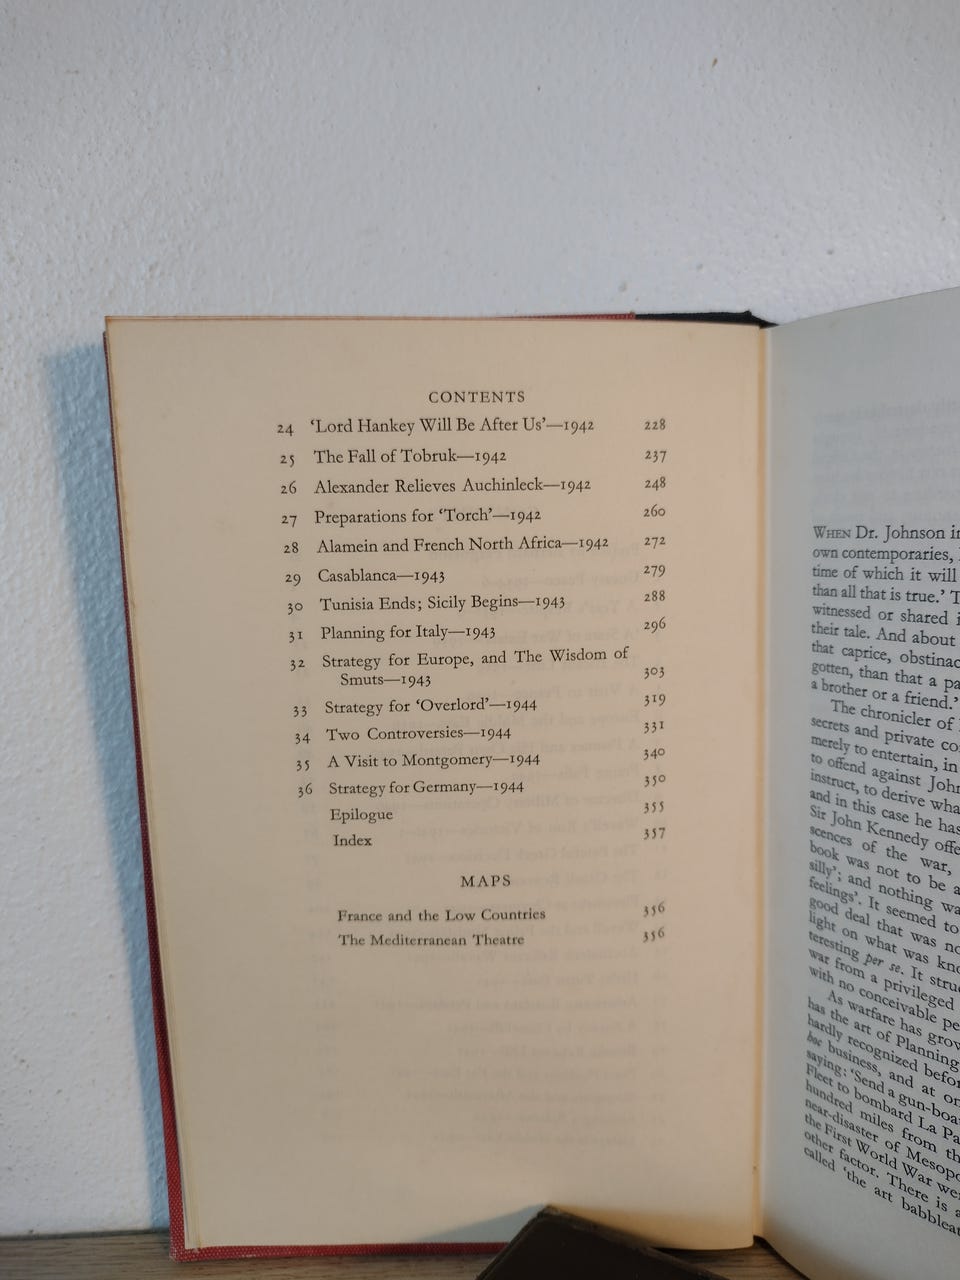 CONTENTS
24 ‘Lord Hankey Will Be After Us’—1942 228
25 The Fall of Tobruk—1942 237
26 Alexander Relieves Auchinleck—1942 248
27 Preparations for ‘Torch’—1942 260
28 Alamein and French North Africa—1942 272
29 Casablanca—1943 279
30 Tunisia Ends; Sicily Begins—1943 288
31 Planning for Italy—1943 296
32 Strategy for Europe, and The Wisdom of
Smuts—1943 303
33 Strategy for ‘Overlord’—1944 319
34 Two Controversies—1944 331
35 A Visit to Montgomery—1944 340
36 Strategy for Germany—1944 350
Epilogue 355
Index 357
MAPS
France and the Low Countries 356
The Mediterranean Theatre 356
WHEN Dr. Johnson in
own contemporaries,
time of which it will
than all that is true.’
witnessed or shared
their tale. And about
that caprice, obstinac
gotten, than that a pa
a brother or a friend.’
The chronicler of
secrets and private co
merely to entertain, in
to offend against John
instruct, to derive wha
and in this case he has
Sir John Kennedy offe
scences of the war,
book was not to be a
silly’; and nothing wa
feelings’. It seemed to
good deal that was no
light on what was kno
teresting per se. It struc
war from a privileged
with no conceivable pe
As warfare has grow
has the art of Planning
hardly recognized befor
hoc business, and at on
saying: ‘Send a gun-boa
Fleet to bombard La Pa
hundred miles from th
near-disaster of Mesopo
the First World War we
other factor. There is a
called ‘the art babblat